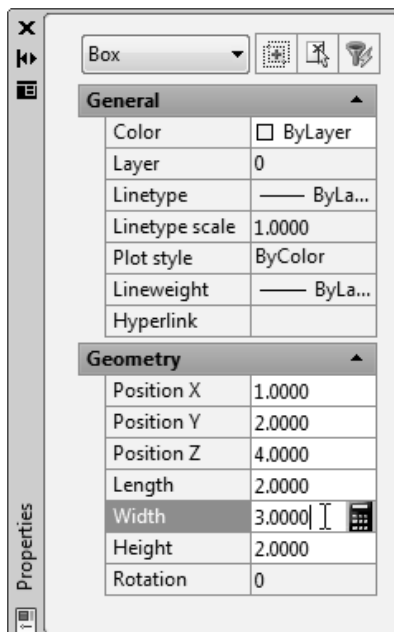 Box
General
Color ByLayer
Layer 0
Linetype ByLa...
Linetype scale 1.0000
Plot style ByColor
Lineweight ByLa...
Hyperlink
Geometry
Position X 1.0000
Position Y 2.0000
Position Z 4.0000
Length 2.0000
Width 3.0000
Height 2.0000
Rotation 0
Properties